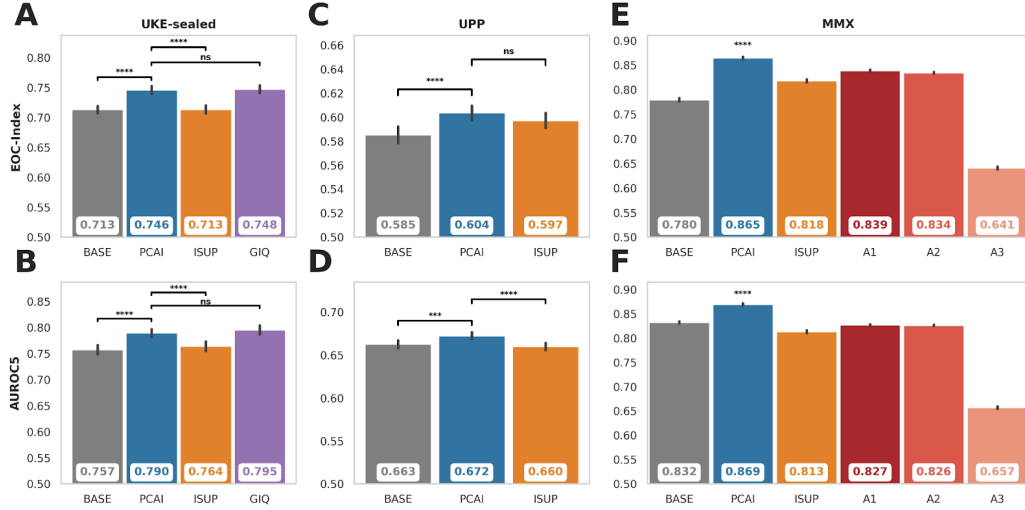 A
UKE-sealed
EOC-Index
0.80
0.75
0.70
0.65
0.60
0.55
0.50
****
****
ns
0.713
0.746
0.713
0.748
BASE
PCAI
ISUP
GIQ
C
UPP
0.66
0.64
0.62
0.60
0.58
0.56
0.54
0.52
0.50
****
ns
0.585
0.604
0.597
BASE
PCAI
ISUP
E
MMX
0.90
0.85
0.80
0.75
0.70
0.65
0.60
0.55
0.50
****
0.780
0.865
0.818
0.839
0.834
0.641
BASE
PCAI
ISUP
A1
A2
A3
B
AUROC5
0.85
0.80
0.75
0.70
0.65
0.60
0.55
0.50
****
****
ns
0.757
0.790
0.764
0.795
BASE
PCAI
ISUP
GIQ
D
0.70
0.65
0.60
0.55
0.50
***
****
0.663
0.672
0.660
BASE
PCAI
ISUP
F
0.90
0.85
0.80
0.75
0.70
0.65
0.60
0.55
0.50
****
0.832
0.869
0.813
0.827
0.826
0.657
BASE
PCAI
ISUP
A1
A2
A3